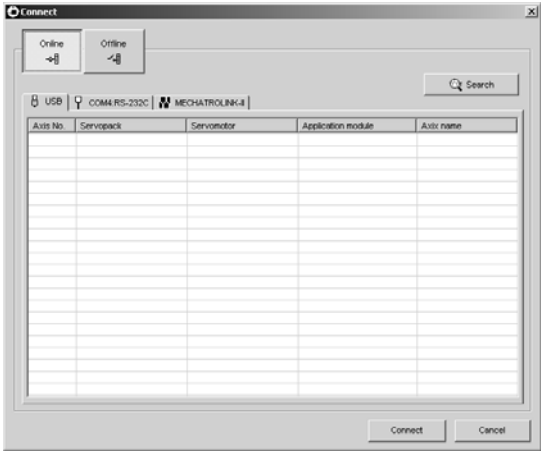 Connect
Online Offline
Search
USB COM4:RS-232C MECHATROLINK-II
Axis No. Servopack Servomotor Application module Axix name
Connect Cancel